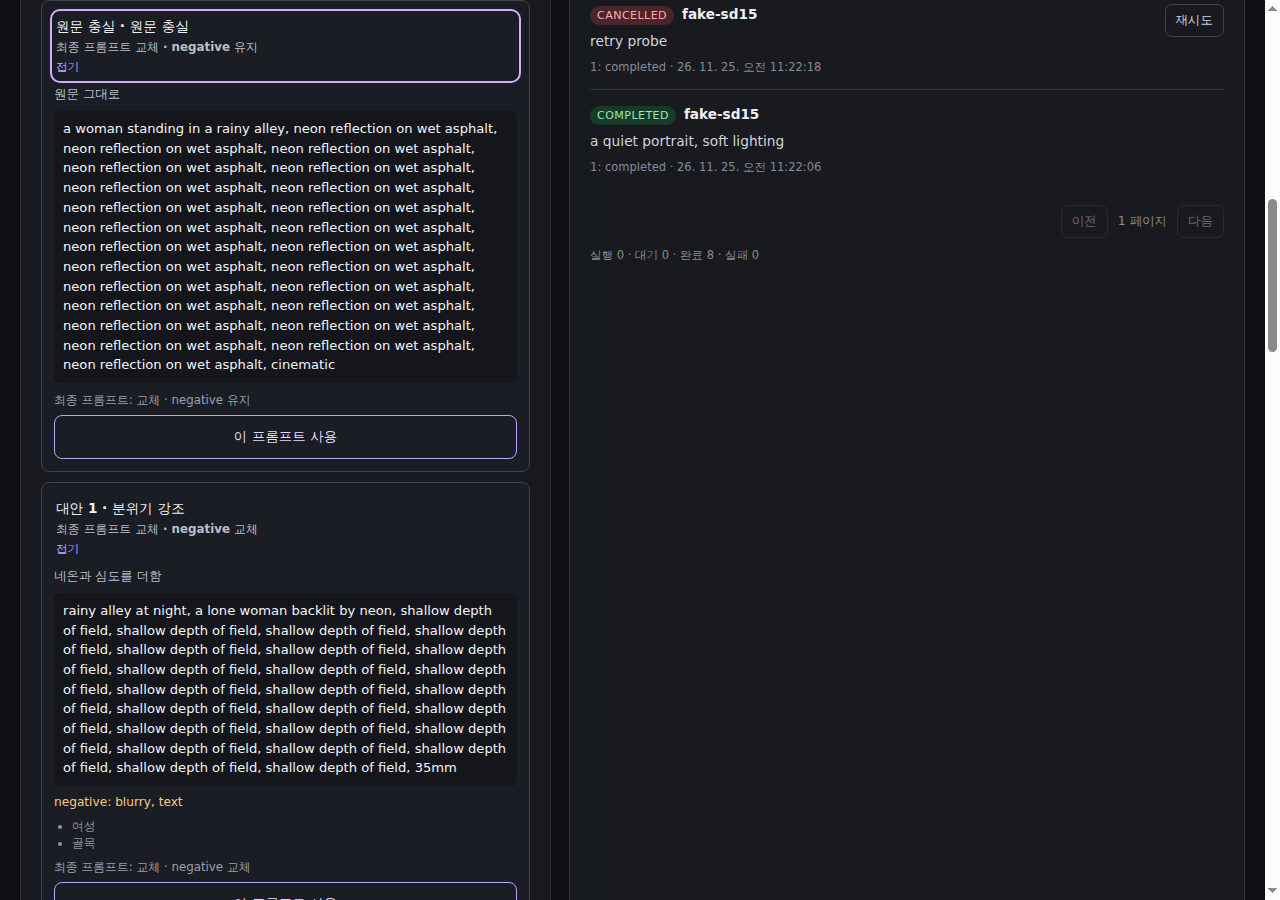 원문 충실 · 원문 충실
최종 프롬프트 교체 · negative 유지
접기
원문 그대로
a woman standing in a rainy alley, neon reflection on wet asphalt,
neon reflection on wet asphalt, neon reflection on wet asphalt,
neon reflection on wet asphalt, neon reflection on wet asphalt,
neon reflection on wet asphalt, neon reflection on wet asphalt,
neon reflection on wet asphalt, neon reflection on wet asphalt,
neon reflection on wet asphalt, neon reflection on wet asphalt,
neon reflection on wet asphalt, neon reflection on wet asphalt,
neon reflection on wet asphalt, neon reflection on wet asphalt,
neon reflection on wet asphalt, neon reflection on wet asphalt,
neon reflection on wet asphalt, neon reflection on wet asphalt,
neon reflection on wet asphalt, neon reflection on wet asphalt,
neon reflection on wet asphalt, neon reflection on wet asphalt,
neon reflection on wet asphalt, cinematic
최종 프롬프트: 교체 · negative 유지
이 프롬프트 사용
대안 1 · 분위기 강조
최종 프롬프트 교체 · negative 교체
접기
네온과 심도를 더함
rainy alley at night, a lone woman backlit by neon, shallow depth
of field, shallow depth of field, shallow depth of field, shallow depth
of field, shallow depth of field, shallow depth of field, shallow depth
of field, shallow depth of field, shallow depth of field, shallow depth
of field, shallow depth of field, shallow depth of field, shallow depth
of field, shallow depth of field, shallow depth of field, shallow depth
of field, shallow depth of field, shallow depth of field, shallow depth
of field, shallow depth of field, shallow depth of field, shallow depth
of field, shallow depth of field, shallow depth of field, 35mm
negative: blurry, text
• 여성
• 골목
최종 프롬프트: 교체 · negative 교체
CANCELLED fake-sd15
재시도
retry probe
1: completed · 26. 11. 25. 오전 11:22:18
COMPLETED fake-sd15
a quiet portrait, soft lighting
1: completed · 26. 11. 25. 오전 11:22:06
이전 1 페이지 다음
실행 0 · 대기 0 · 완료 8 · 실패 0